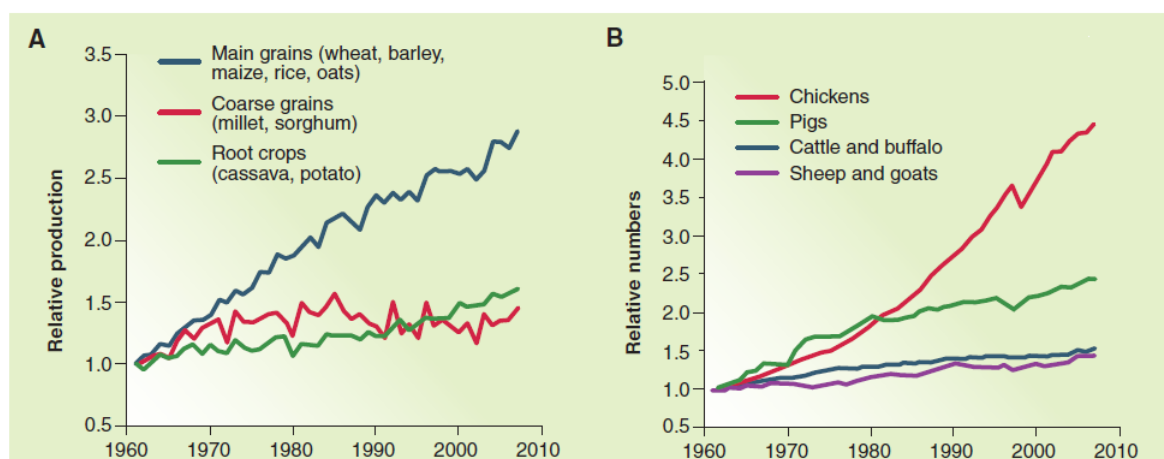 A
3.5
3.0
2.5
2.0
1.5
1.0
0.5
Relative production
Main grains (wheat, barley,
maize, rice, oats)
Coarse grains
(millet, sorghum)
Root crops
(cassava, potato)
1960 1970 1980 1990 2000 2010
B
5.0
4.5
4.0
3.5
3.0
2.5
2.0
1.5
1.0
0.5
Relative numbers
Chickens
Pigs
Cattle and buffalo
Sheep and goats
1960 1970 1980 1990 2000 2010